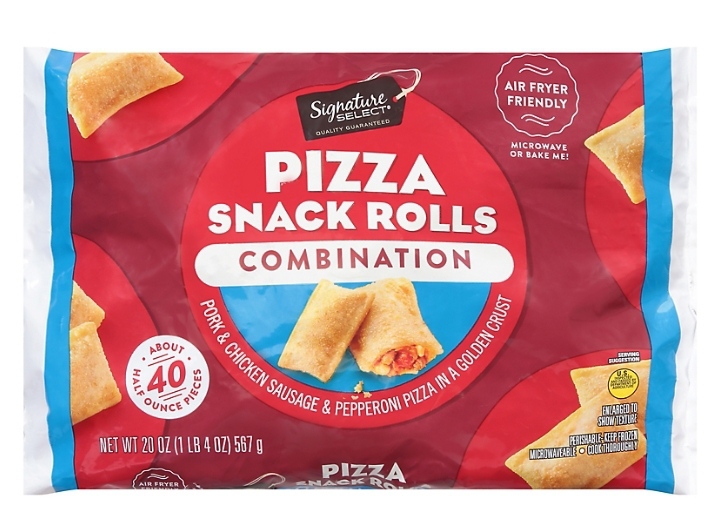 Signature
SELECT®
QUALITY GUARANTEED
AIR FRYER
FRIENDLY
MICROWAVE
OR BAKE ME!
PIZZA
SNACK ROLLS
COMBINATION
PORK & CHICKEN SAUSAGE & PEPPERONI PIZZA IN A GOLDEN CRUST
• ABOUT •
40
HALF OUNCE PIECES
NET WT 20 OZ (1 LB 4 OZ) 567 g
SERVING
SUGGESTION
U.S.
ENLARGED TO
SHOW TEXTURE
PERISHABLE: KEEP FROZEN
MICROWAVEABLE COOK THOROUGHLY
PIZZA
SNACK ROLLS
AIR FRYER